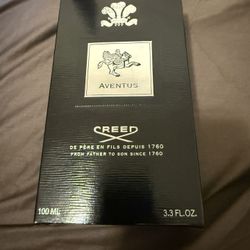 AVENTUS
CREED
DE PÈRE EN FILS DEPUIS 1760
FROM FATHER TO SON SINCE 1760
100 ML 3.3 FL.OZ.